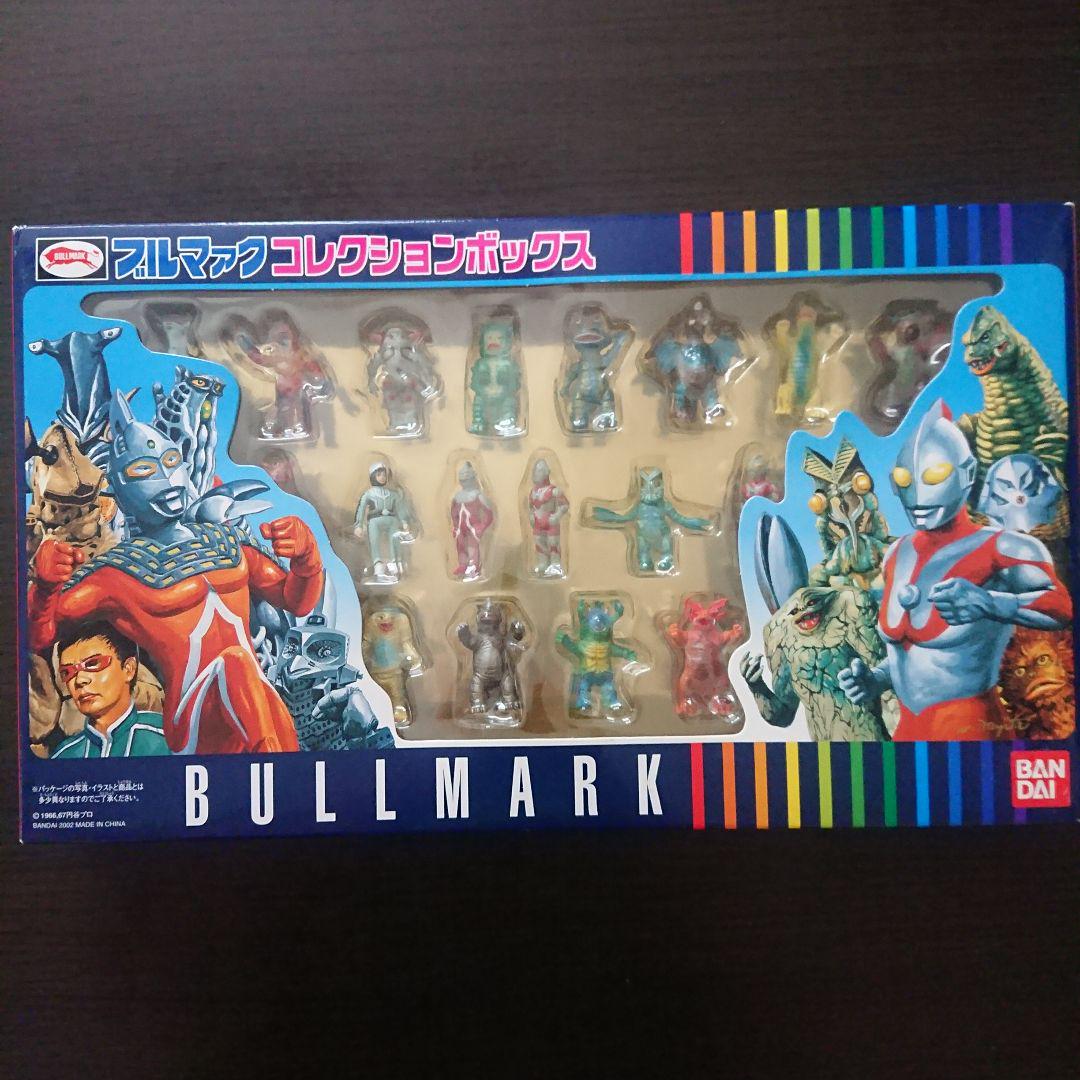 BULLMARK
ブルマァクコレクションボックス
※パッケージの写真・イラストと商品とは
多少異なりますのでご了承ください。
© 1966,67円谷プロ
BANDAI 2002 MADE IN CHINA
BULLMARK
BAN
DAI